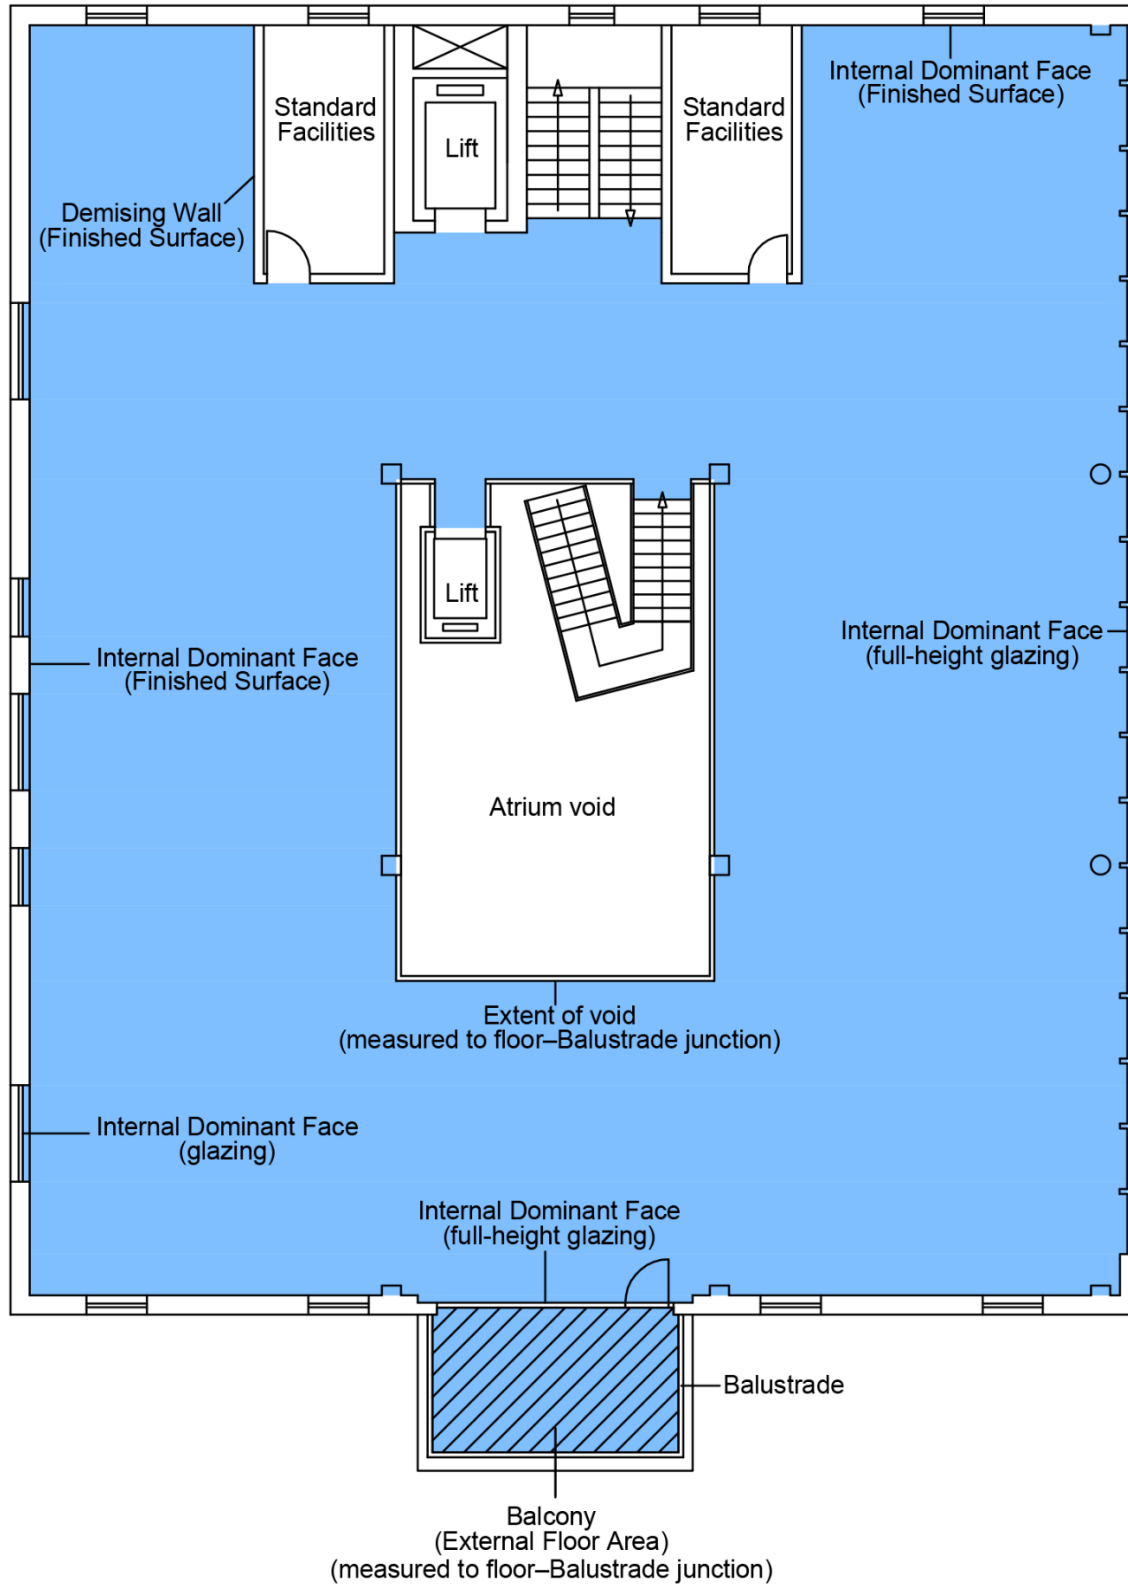 Internal Dominant Face
(Finished Surface)
Standard
Facilities
Lift
Standard
Facilities
Demising Wall
(Finished Surface)
Lift
Internal Dominant Face
(full-height glazing)
Internal Dominant Face
(Finished Surface)
Atrium void
Extent of void
(measured to floor–Balustrade junction)
Internal Dominant Face
(glazing)
Internal Dominant Face
(full-height glazing)
Balustrade
Balcony
(External Floor Area)
(measured to floor–Balustrade junction)